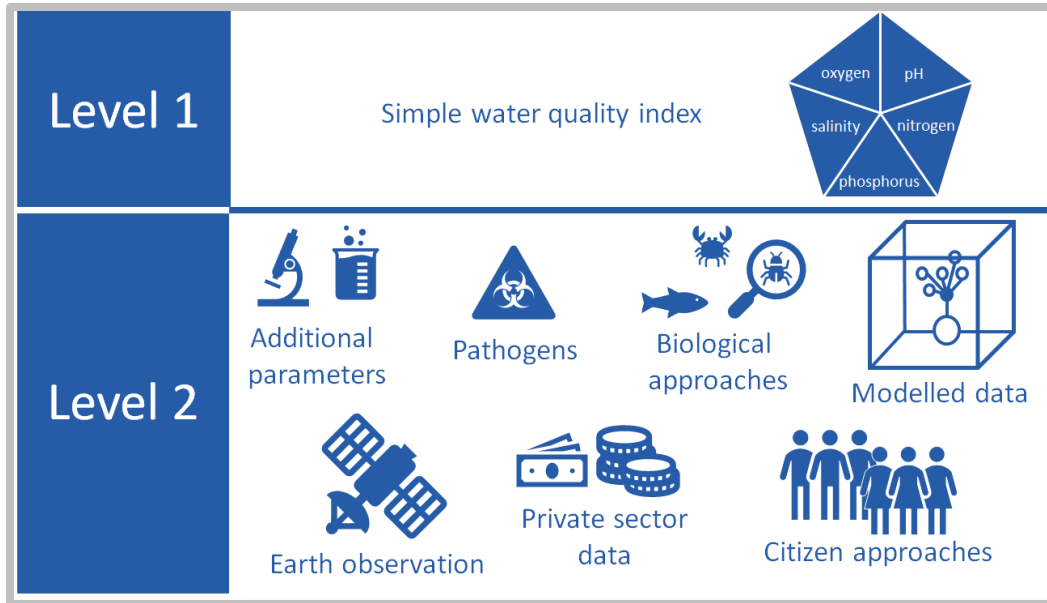 Level 1
Simple water quality index
oxygen
pH
salinity
nitrogen
phosphorus
Level 2
Additional
parameters
Pathogens
Biological
approaches
Modelled data
Earth observation
Private sector
data
Citizen approaches